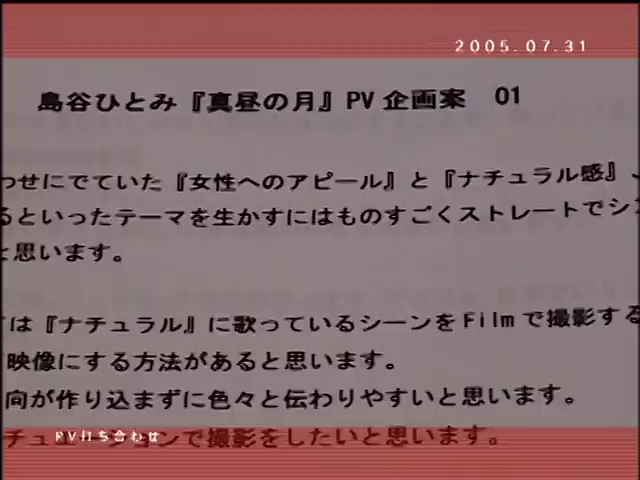 2005.07.31
島谷ひとみ『真昼の月』PV企画案 01
わせにでていた『女性へのアピール』と『ナチュラル感』、
るといったテーマを生かすにはものすごくストレートでシン
と思います。
は『ナチュラル』に歌っているシーンをFilmで撮影する
映像にする方法があると思います。
向が作り込まずに色々と伝わりやすいと思います。
チュエーションで撮影をしたいと思います。
PV打ち合わせ